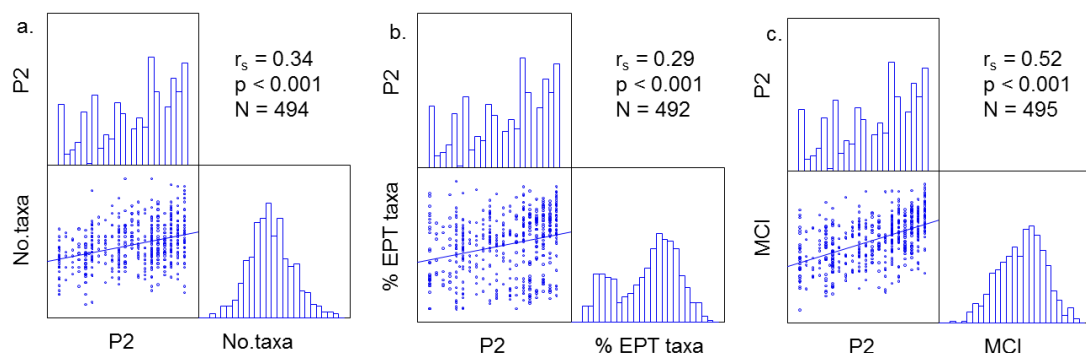 a.
P2
rs = 0.34
p < 0.001
N = 494
No.taxa
P2
No.taxa
b.
P2
rs = 0.29
p < 0.001
N = 492
% EPT taxa
P2
% EPT taxa
c.
P2
rs = 0.52
p < 0.001
N = 495
MCI
P2
MCI